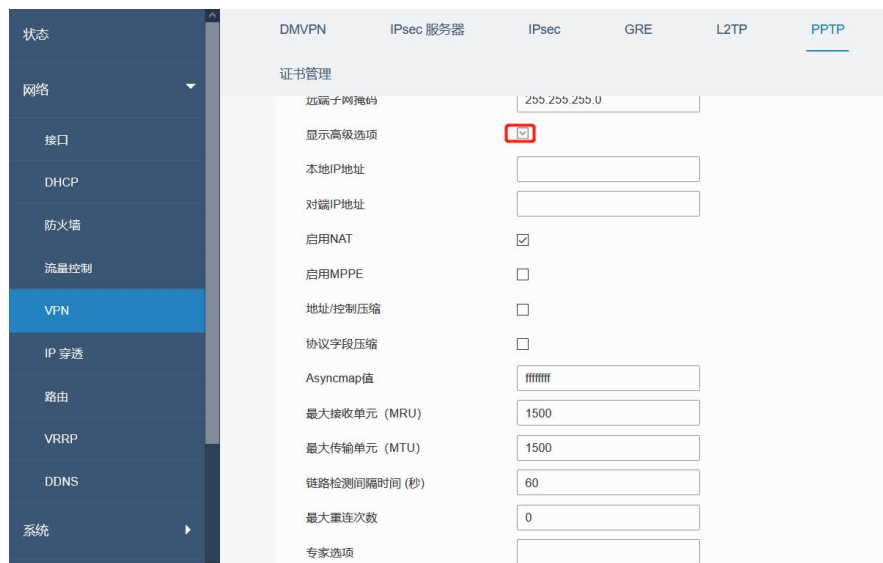 状态
网络
接口
DHCP
防火墙
流量控制
VPN
IP 穿透
路由
VRRP
DDNS
系统
DMVPN IPsec 服务器 IPsec GRE L2TP PPTP
证书管理
远端子网掩码 255.255.255.0
显示高级选项
本地IP地址
对端IP地址
启用NAT
启用MPPE
地址/控制压缩
协议字段压缩
Asyncmap值 ffffffff
最大接收单元（MRU） 1500
最大传输单元（MTU） 1500
链路检测间隔时间 (秒) 60
最大重连次数 0
专家选项